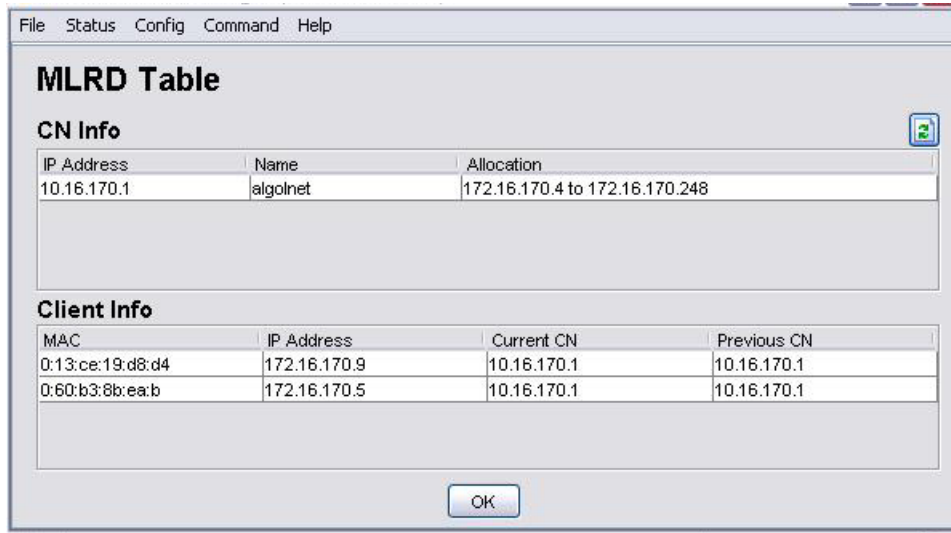 File Status Config Command Help
MLRD Table
CN Info
IP Address Name Allocation
10.16.170.1 algolnet 172.16.170.4 to 172.16.170.248
Client Info
MAC IP Address Current CN Previous CN
0:13:ce:19:d8:d4 172.16.170.9 10.16.170.1 10.16.170.1
0:60:b3:8b:ea:b 172.16.170.5 10.16.170.1 10.16.170.1
OK